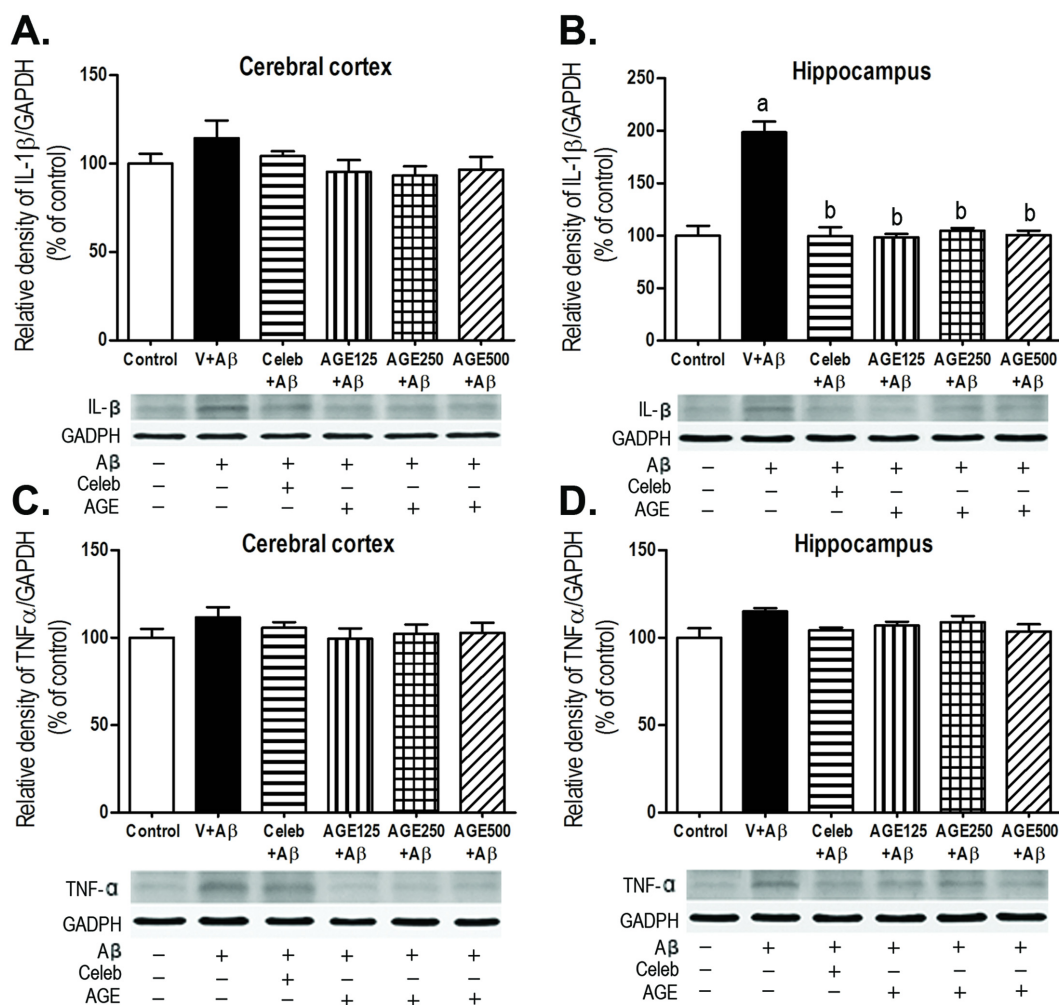 A.
Cerebral cortex
Relative density of IL-1β/GAPDH
(% of control)
150
100
50
0
Control V+Aβ Celeb AGE125 AGE250 AGE500
+Aβ +Aβ +Aβ +Aβ
IL-β
GADPH
Aβ – + + + + +
Celeb – – + – – –
AGE – – – + + +
B.
Hippocampus
Relative density of IL-1β/GAPDH
(% of control)
250
200
150
100
50
0
a
b b b b
Control V+Aβ Celeb AGE125 AGE250 AGE500
+Aβ +Aβ +Aβ +Aβ
IL-β
GADPH
Aβ – + + + + +
Celeb – – + – – –
AGE – – – + + +
C.
Cerebral cortex
Relative density of TNFα/GAPDH
(% of control)
150
100
50
0
Control V+Aβ Celeb AGE125 AGE250 AGE500
+Aβ +Aβ +Aβ +Aβ
TNF-α
GADPH
Aβ – + + + + +
Celeb – – + – – –
AGE – – – + + +
D.
Hippocampus
Relative density of TNFα/GAPDH
(% of control)
150
100
50
0
Control V+Aβ Celeb AGE125 AGE250 AGE500
+Aβ +Aβ +Aβ +Aβ
TNF-α
GADPH
Aβ – + + + + +
Celeb – – + – – –
AGE – – – + + +